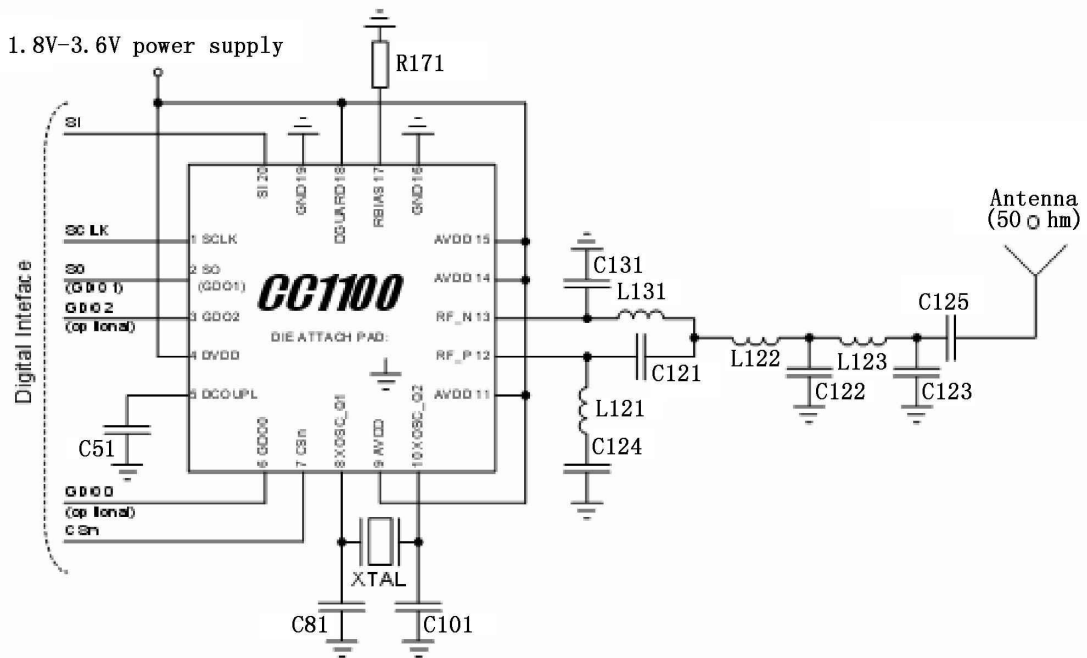 1.8V-3.6V power supply
R171
SI
SI 20
GND 19
DGUARD 18
RBIAS 17
GND 16
Antenna
(50 o hm)
SCLK
1 SCLK
AVDD 15
SO
(GDO1)
2 SO
(GDO1)
CC1100
AVDD 14
C131
L131
C125
GDO2
(optional)
3 GDO2
RF_N 13
DIE ATTACH PAD:
4 DVDD
RF_P 12
C121
L122
L123
C122
C123
5 DCOUPL
AVDD 11
L121
C51
C124
6 GDO0
7 CSn
8 XOSC_Q1
9 AVDD
10 XOSC_Q2
GDO0
(optional)
CSn
XTAL
C81
C101
Digital Inteface